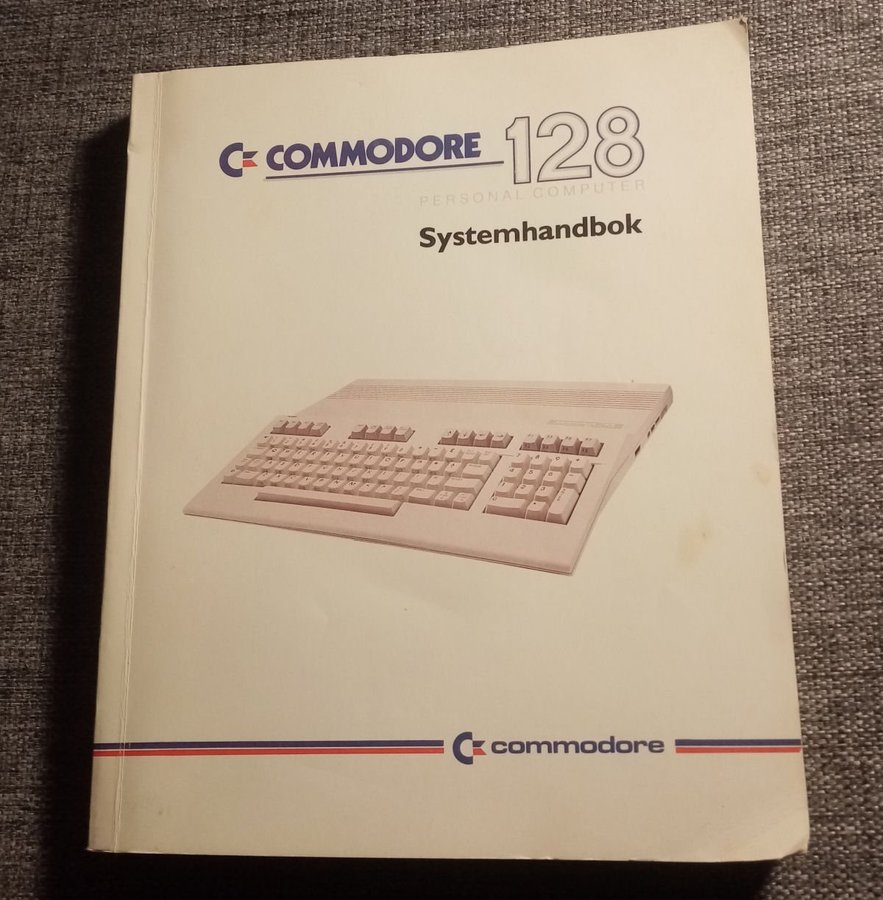 COMMODORE 128
PERSONAL COMPUTER
Systemhandbok
commodore